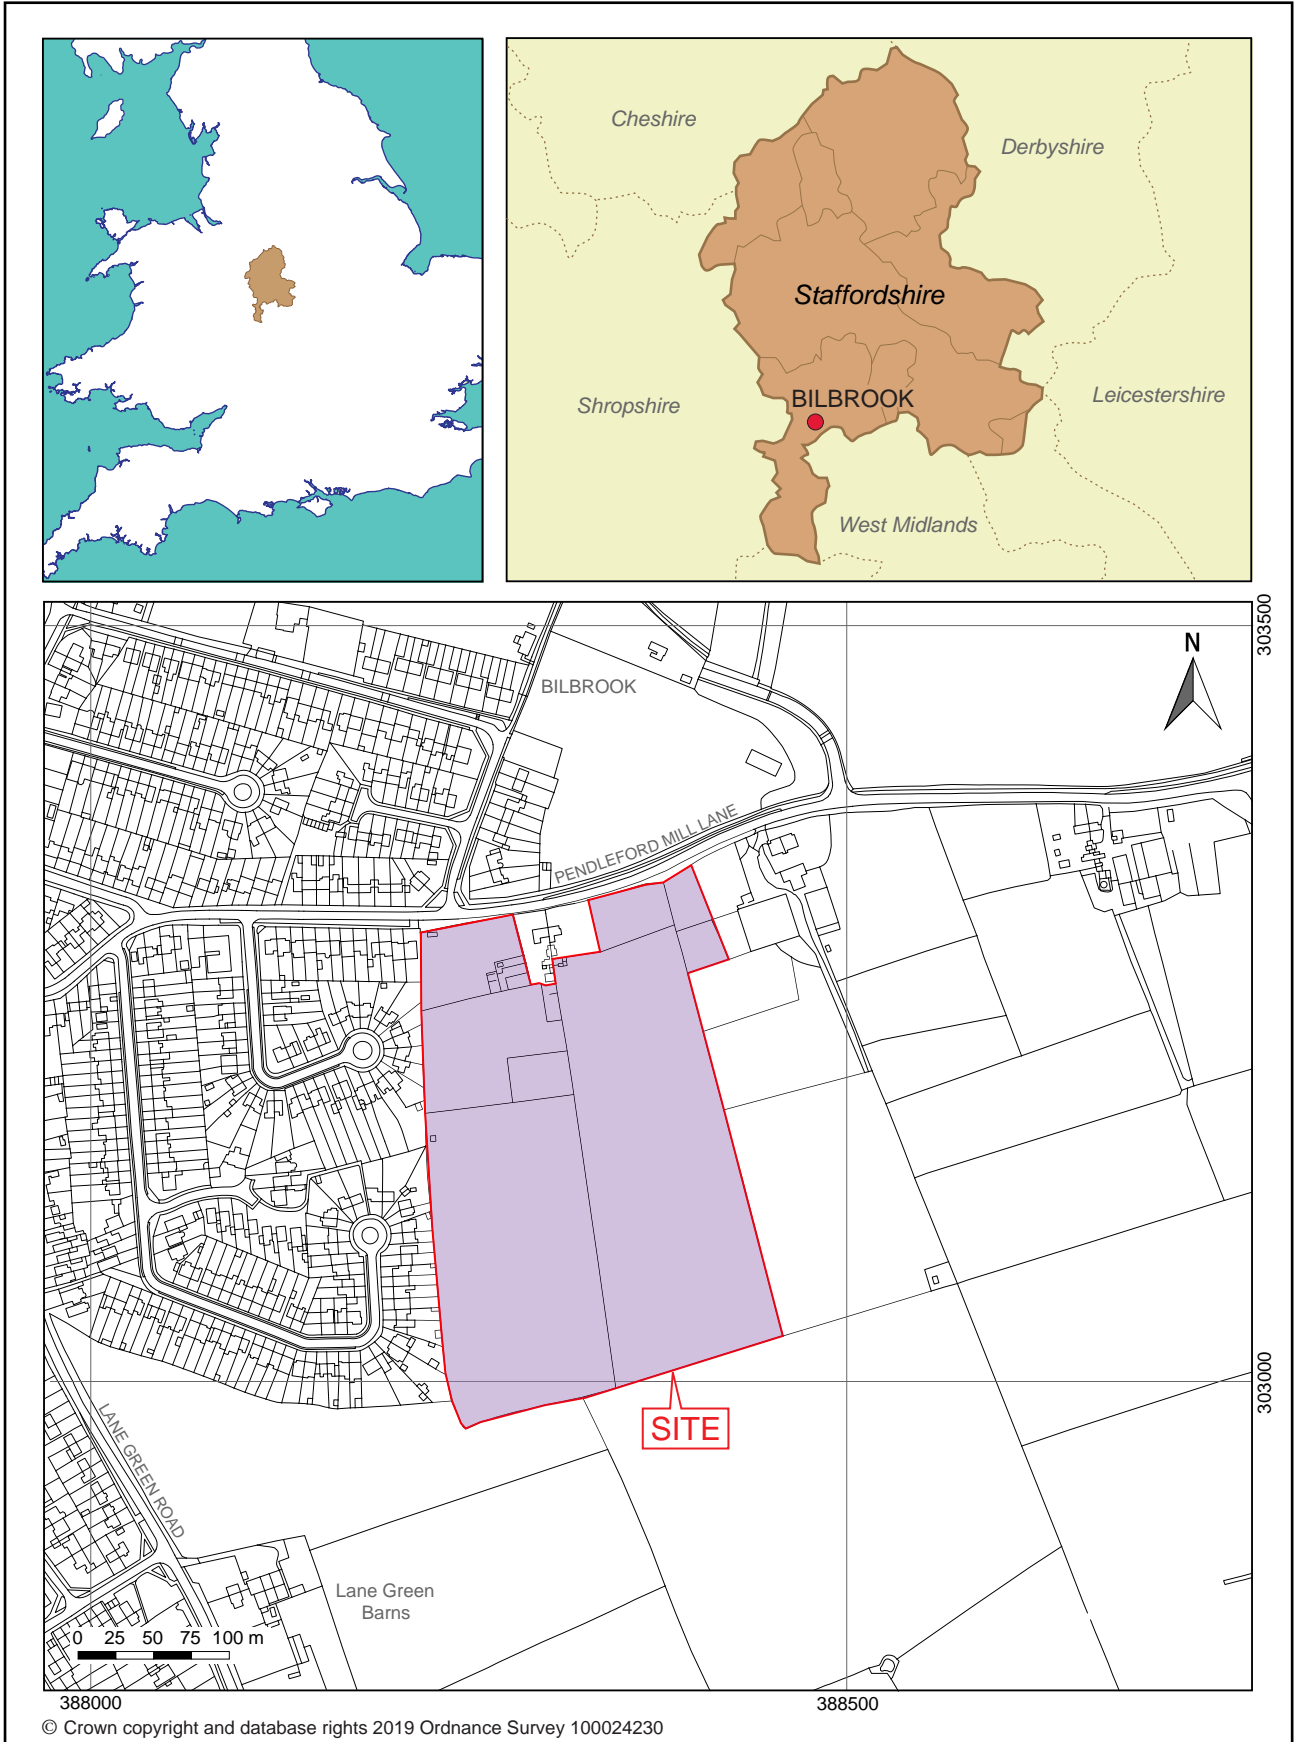 Cheshire
Derbyshire
Staffordshire
Shropshire
BILBROOK
Leicestershire
West Midlands
303500
N
BILBROOK
PENDLEFORD MILL LANE
303000
SITE
LANE GREEN ROAD
Lane Green
Barns
0 25 50 75 100 m
388000
388500
© Crown copyright and database rights 2019 Ordnance Survey 100024230